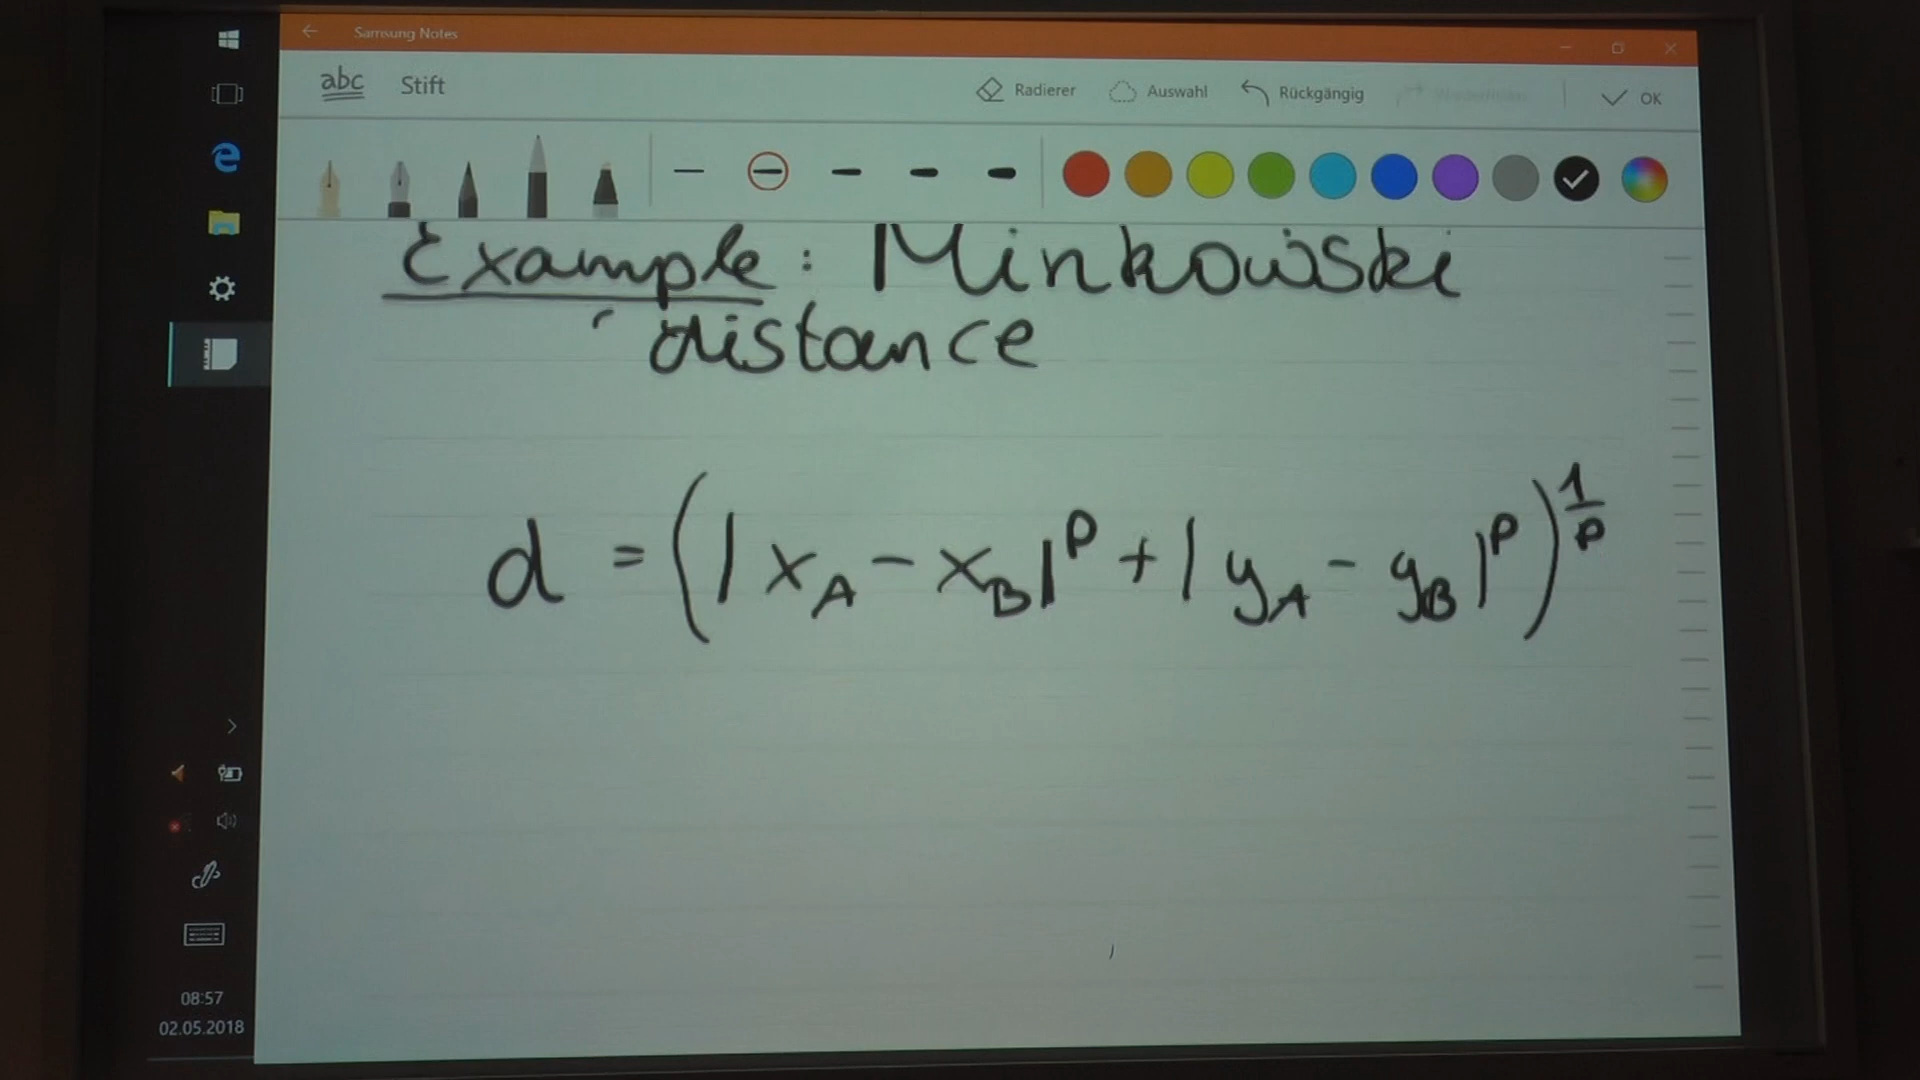 Samsung Notes
abc Stift Radierer Auswahl Rückgängig OK
Example: Minkowski
distance
d = (|x_A - x_B|^p + |y_A - y_B|^p)^{1/p}
08:57
02.05.2018